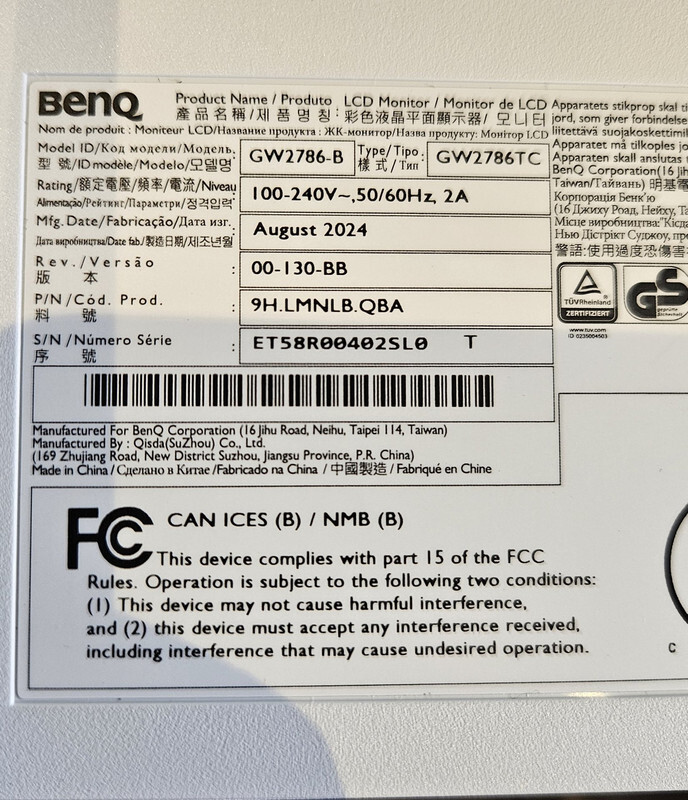 BenQ
Product Name / Produto LCD Monitor / Monitor de LCD
產品名稱/제품명칭: 彩色液晶平面顯示器/ 모니터
Nom de produit : Moniteur LCD/Название продукта : ЖК-монитор/Назва продукту: Монітор LCD
Model ID/Код модели/Модель.
型 號/ID modèle/Modelo/모델명
:
GW2786-B
Type/Tipo
樣 式/Тип
:
GW2786TC
Rating/額定電壓/頻率/電流/Niveau
Alimentação/Рейтинг/Параметри/정격입력
:
100-240V~,50/60Hz, 2A
Mfg. Date/Fabricação/Дата изг.
Дата виробництва/Date fab/製造日期/제조년월
:
August 2024
Rev./Versão
版 本
:
00-130-BB
P/N/Cód. Prod.
料 號
:
9H.LMNLB.QBA
S/N /Número Série
序 號
:
ET58R00402SL0 T
Manufactured For BenQ Corporation (16 Jihu Road, Neihu, Taipei 114, Taiwan)
Manufactured By : Qisda(SuZhou) Co., Ltd.
(169 Zhujiang Road, New District Suzhou, Jiangsu Province, P.R. China)
Made in China / Сделано в Китае /Fabricado na China / 中國製造 / Fabriqué en Chine
Apparatets stikprop skal
jord, som giver forbindelse
liitettävä
Apparatet må tilkoples
Apparaten skall anslutas
BenQ Corporation(16
Taiwan/Тайвань)
Корпорация Бенк'ю
(16 Джиху Роад,
Місце виробництва:
Нью Дістрікт Суджоу,
警語:使用過度恐傷害
TÜVRheinland
ZERTIFIZIERT
www.tuv.com
GS
geprüfte
Sicherheit
FC
CAN ICES (B) / NMB (B)
This device complies with part 15 of the FCC
Rules. Operation is subject to the following two conditions:
(1) This device may not cause harmful interference,
and (2) this device must accept any interference received,
including interference that may cause undesired operation.
C